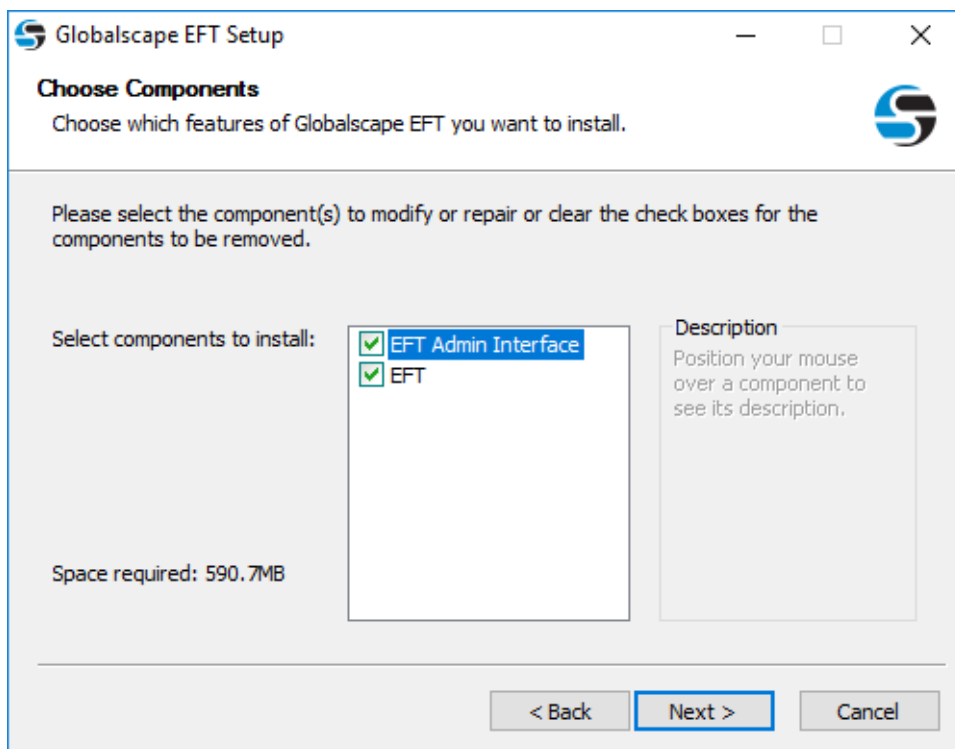 Globalscape EFT Setup
Choose Components
Choose which features of Globalscape EFT you want to install.
Please select the component(s) to modify or repair or clear the check boxes for the
components to be removed.
Select components to install:
EFT Admin Interface
EFT
Description
Position your mouse
over a component to
see its description.
Space required: 590.7MB
< Back
Next >
Cancel